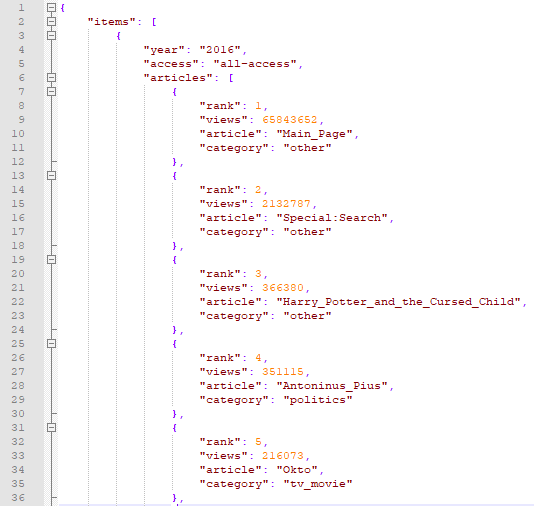 1 {
2 "items": [
3 {
4 "year": "2016",
5 "access": "all-access",
6 "articles": [
7 {
8 "rank": 1,
9 "views": 65843652,
10 "article": "Main_Page",
11 "category": "other"
12 },
13 {
14 "rank": 2,
15 "views": 2132787,
16 "article": "Special:Search",
17 "category": "other"
18 },
19 {
20 "rank": 3,
21 "views": 366380,
22 "article": "Harry_Potter_and_the_Cursed_Child",
23 "category": "other"
24 },
25 {
26 "rank": 4,
27 "views": 351115,
28 "article": "Antoninus_Pius",
29 "category": "politics"
30 },
31 {
32 "rank": 5,
33 "views": 216073,
34 "article": "Okto",
35 "category": "tv_movie"
36 },